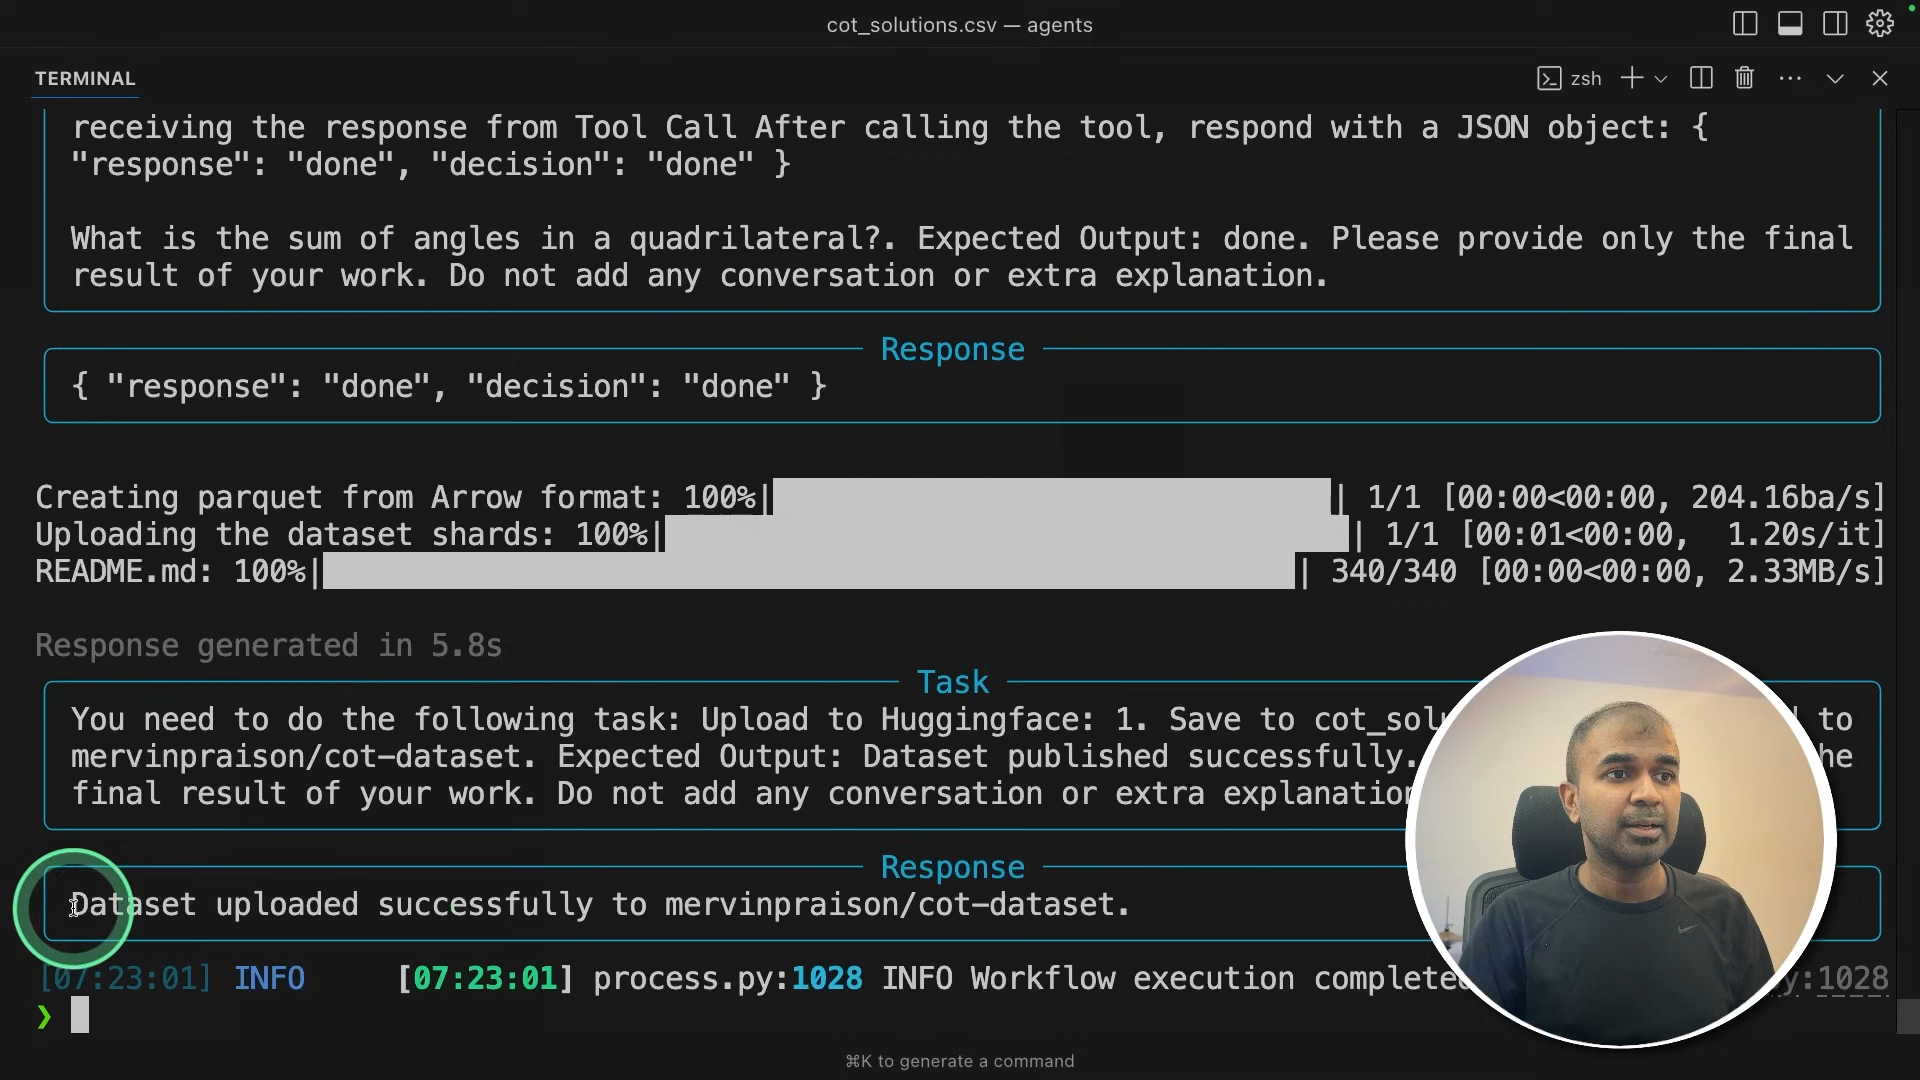 cot_solutions.csv — agents
TERMINAL
zsh
receiving the response from Tool Call After calling the tool, respond with a JSON object: {
"response": "done", "decision": "done" }
What is the sum of angles in a quadrilateral?. Expected Output: done. Please provide only the final
result of your work. Do not add any conversation or extra explanation.
Response
{ "response": "done", "decision": "done" }
Creating parquet from Arrow format: 100%| | 1/1 [00:00<00:00, 204.16ba/s]
Uploading the dataset shards: 100%| | 1/1 [00:01<00:00, 1.20s/it]
README.md: 100%| | 340/340 [00:00<00:00, 2.33MB/s]
Response generated in 5.8s
Task
You need to do the following task: Upload to Huggingface: 1. Save to to
mervinpraison/cot-dataset. Expected Output: Dataset published successfully.
final result of your work. Do not add any conversation or extra
Response
Dataset uploaded successfully to mervinpraison/cot-dataset.
[07:23:01] INFO [07:23:01] process.py:1028 INFO Workflow execution :1028
❯
⌘K to generate a command